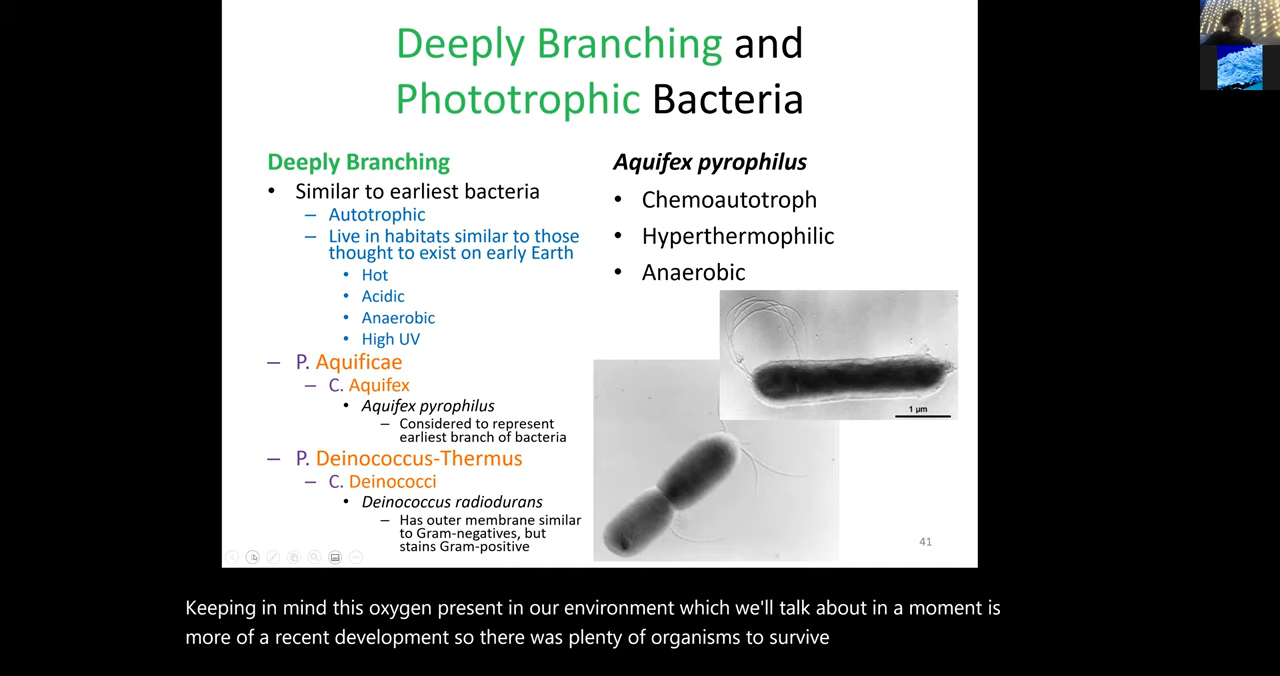 Deeply Branching and
Phototrophic Bacteria
Deeply Branching
• Similar to earliest bacteria
– Autotrophic
– Live in habitats similar to those
thought to exist on early Earth
• Hot
• Acidic
• Anaerobic
• High UV
– P. Aquificae
– C. Aquifex
• Aquifex pyrophilus
– Considered to represent
earliest branch of bacteria
– P. Deinococcus-Thermus
– C. Deinococci
• Deinococcus radiodurans
– Has outer membrane similar
to Gram-negatives, but
stains Gram-positive
Aquifex pyrophilus
• Chemoautotroph
• Hyperthermophilic
• Anaerobic
1 µm
41
Keeping in mind this oxygen present in our environment which we'll talk about in a moment is
more of a recent development so there was plenty of organisms to survive